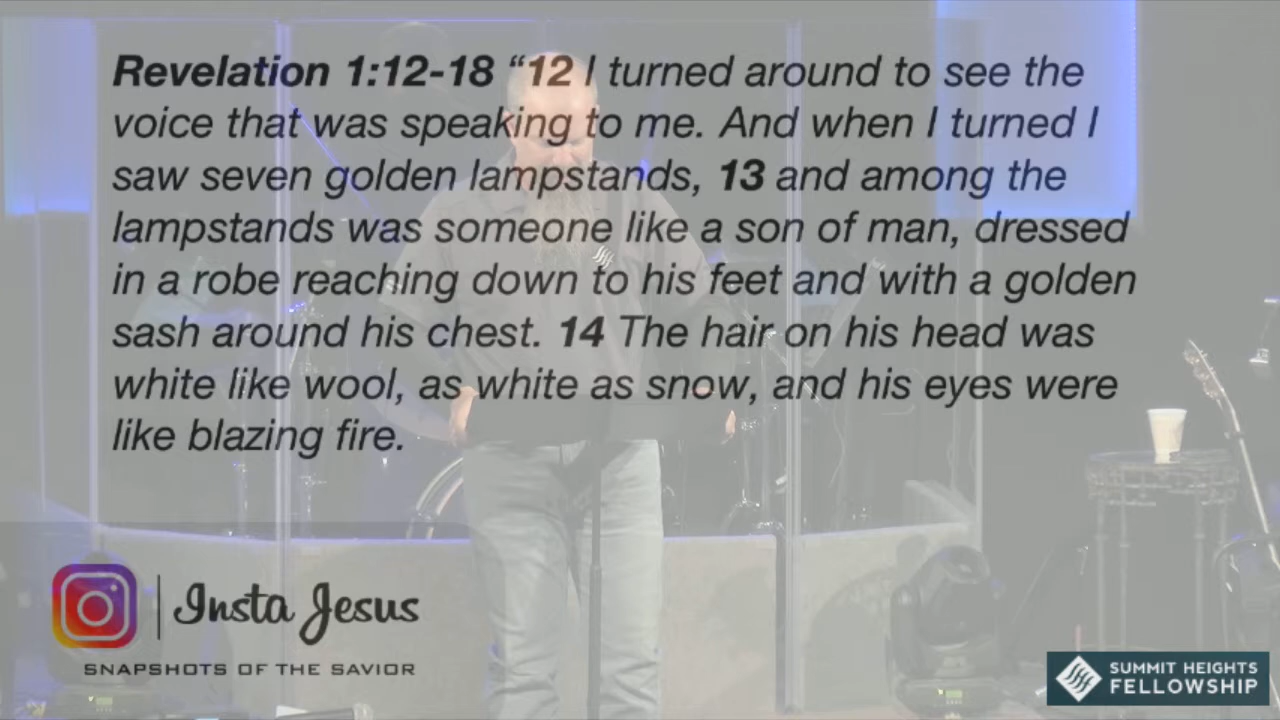 Revelation 1:12-18 “12 I turned around to see the
voice that was speaking to me. And when I turned I
saw seven golden lampstands, 13 and among the
lampstands was someone like a son of man, dressed
in a robe reaching down to his feet and with a golden
sash around his chest. 14 The hair on his head was
white like wool, as white as snow, and his eyes were
like blazing fire.
Insta Jesus
SNAPSHOTS OF THE SAVIOR
SUMMIT HEIGHTS
FELLOWSHIP